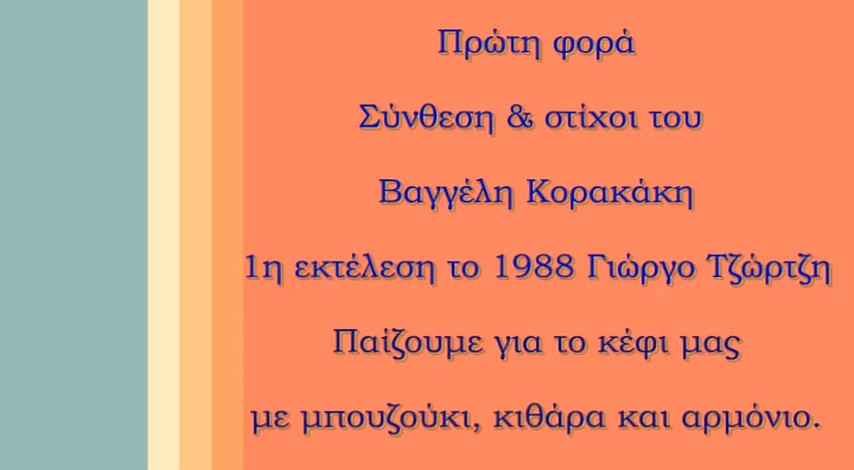 Πρώτη φορά
Σύνθεση & στίχοι του
Βαγγέλη Κορακάκη
1η εκτέλεση το 1988 Γιώργο Τζώρτζη
Παίζουμε για το κέφι μας
με μπουζούκι, κιθάρα και αρμόνιο.